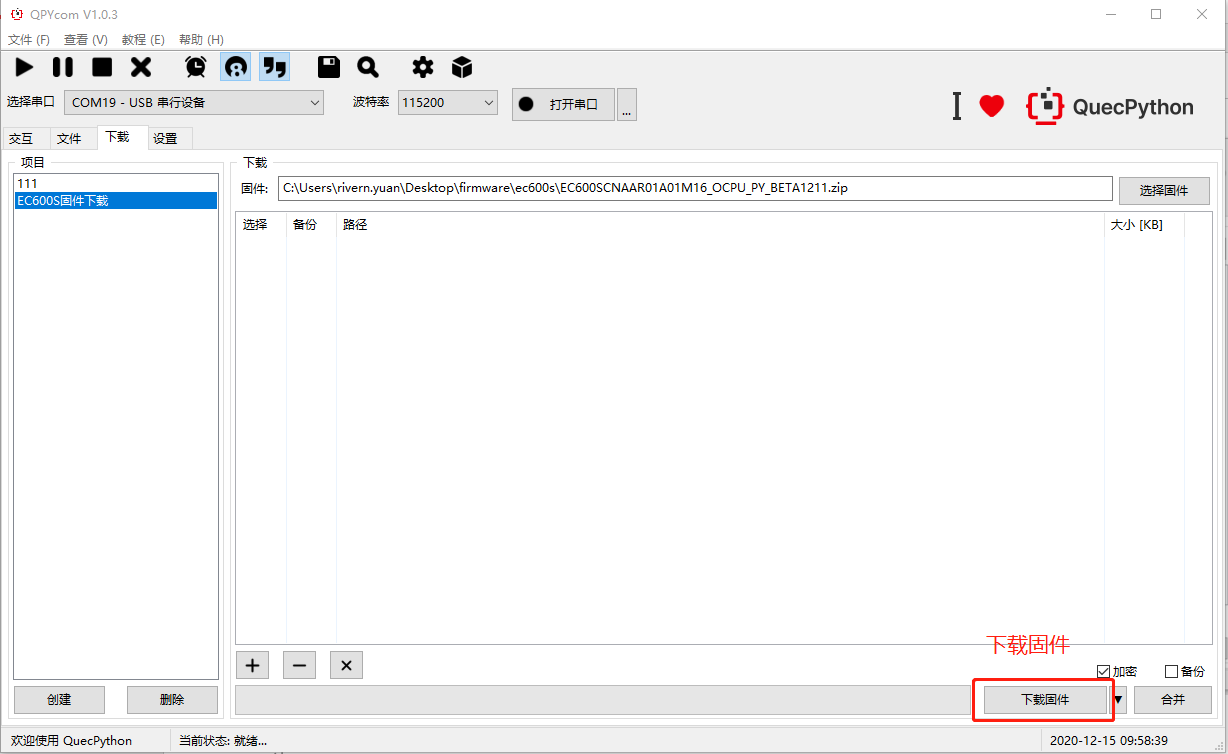 QPYcom V1.0.3
文件 (F) 查看 (V) 教程 (E) 帮助 (H)
选择串口 COM19 - USB 串行设备 波特率 115200 打开串口 ...
I QuecPython
交互 文件 下载 设置
项目
111
EC600S固件下载
创建 删除
下载
固件: C:\Users\rivern.yuan\Desktop\firmware\ec600s\EC600SCNAAR01A01M16_OCPU_PY_BETA1211.zip 选择固件
选择 备份 路径 大小 [KB]
下载固件
加密 备份
下载固件 合并
欢迎使用 QuecPython 当前状态: 就绪... 2020-12-15 09:58:39